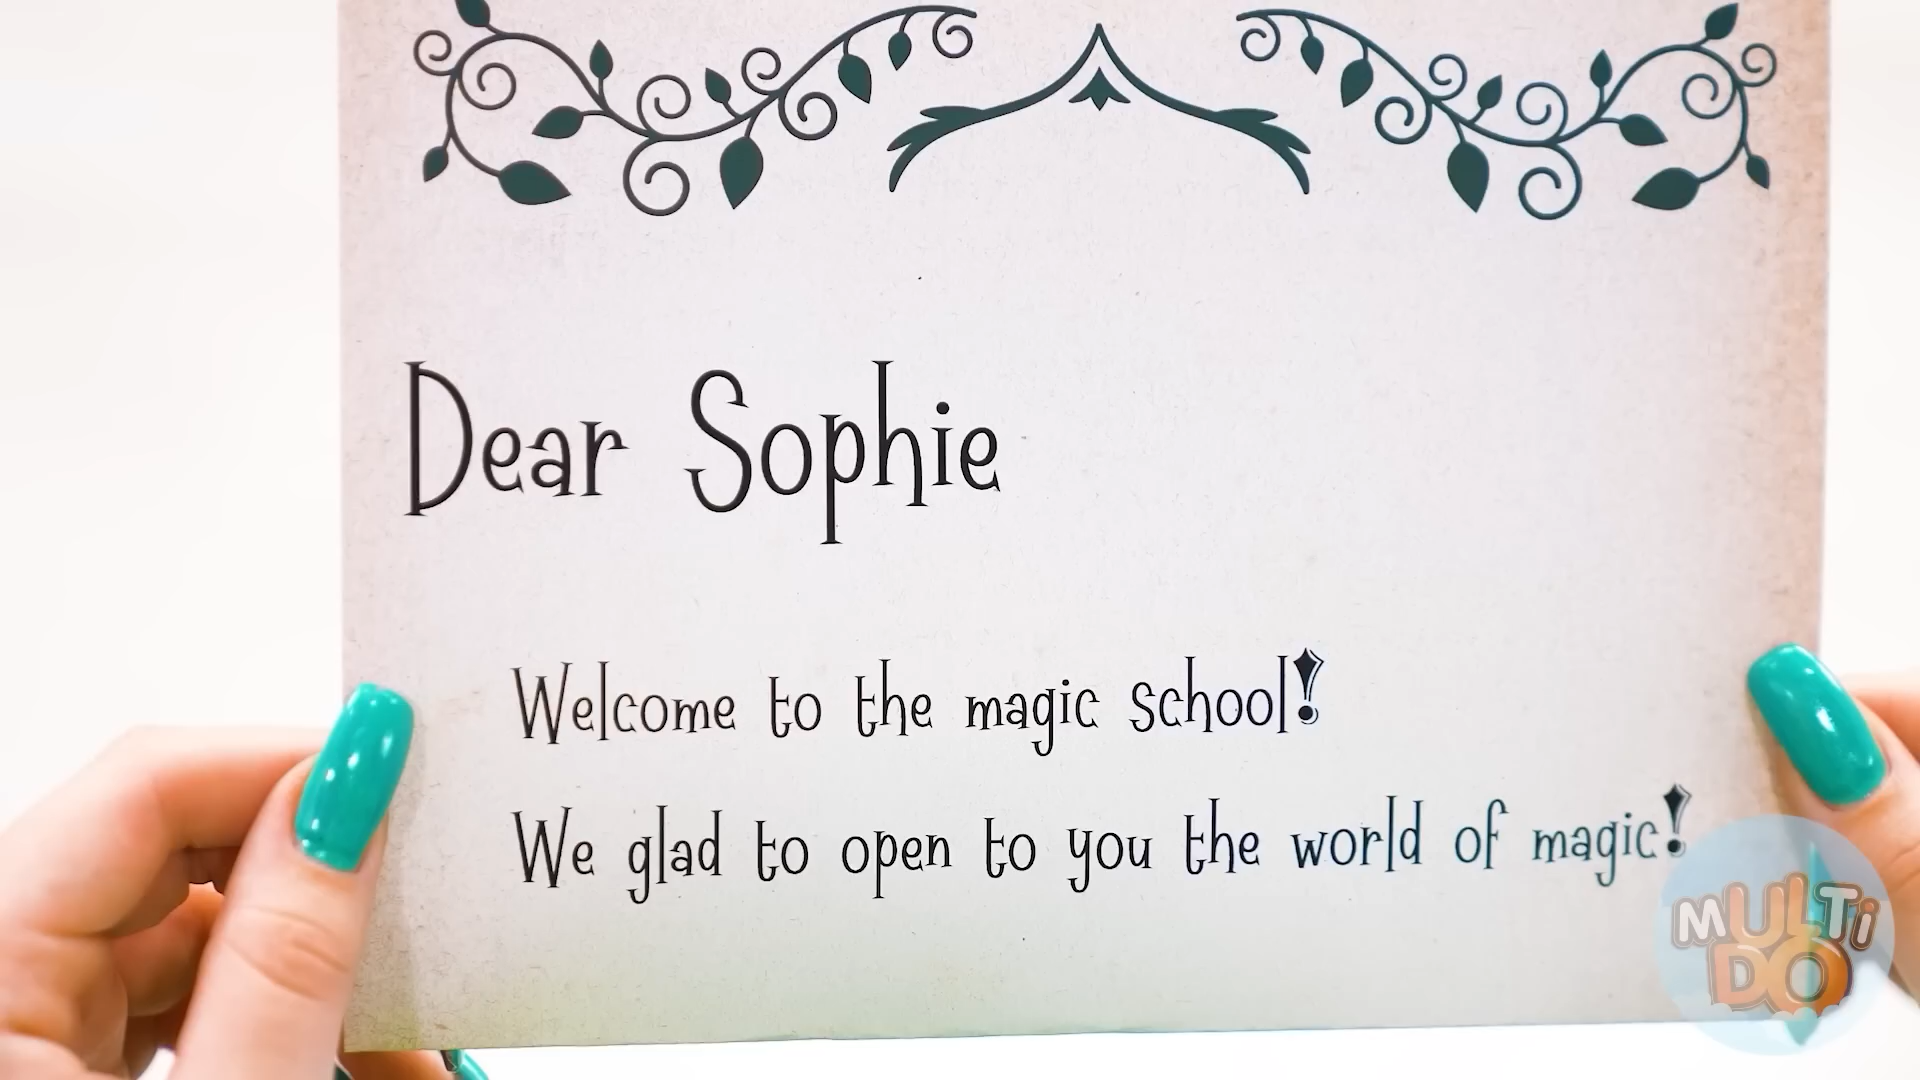 Dear Sophie
Welcome to the magic school!
We glad to open to you the world of magic!
MULTi
DO